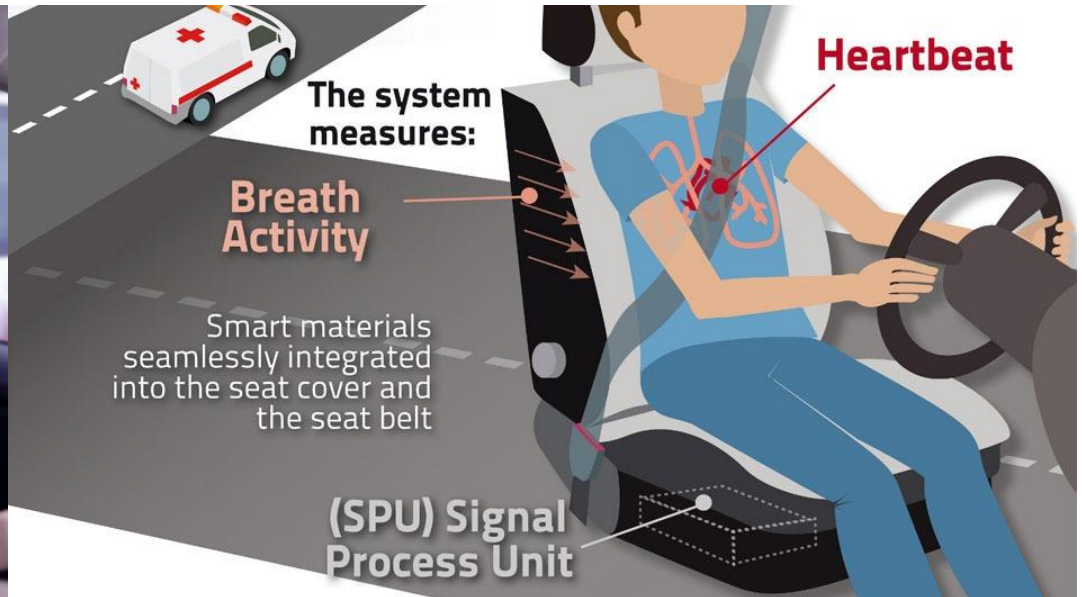 The system
measures:
Heartbeat
Breath
Activity
Smart materials
seamlessly integrated
into the seat cover and
the seat belt
(SPU) Signal
Process Unit